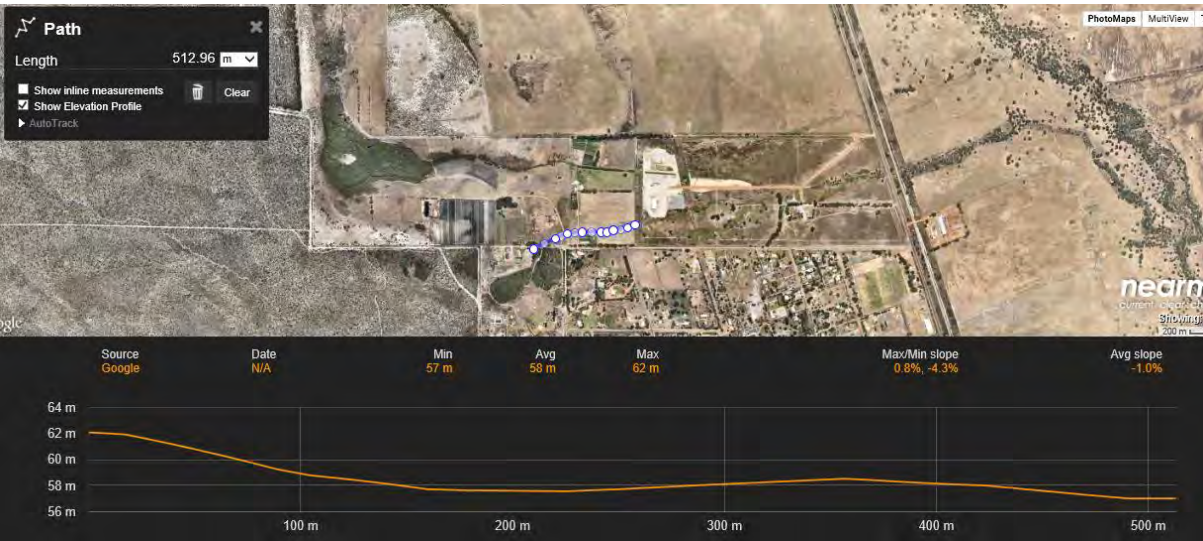 Path
Length 512.96 m
Show inline measurements
Clear
Show Elevation Profile
AutoTrack
PhotoMaps MultiView
200 m
Source Date Min Avg Max Max/Min slope Avg slope
Google N/A 57 m 58 m 62 m 0.8%, -4.3% -1.0%
64 m
62 m
60 m
58 m
56 m
100 m 200 m 300 m 400 m 500 m